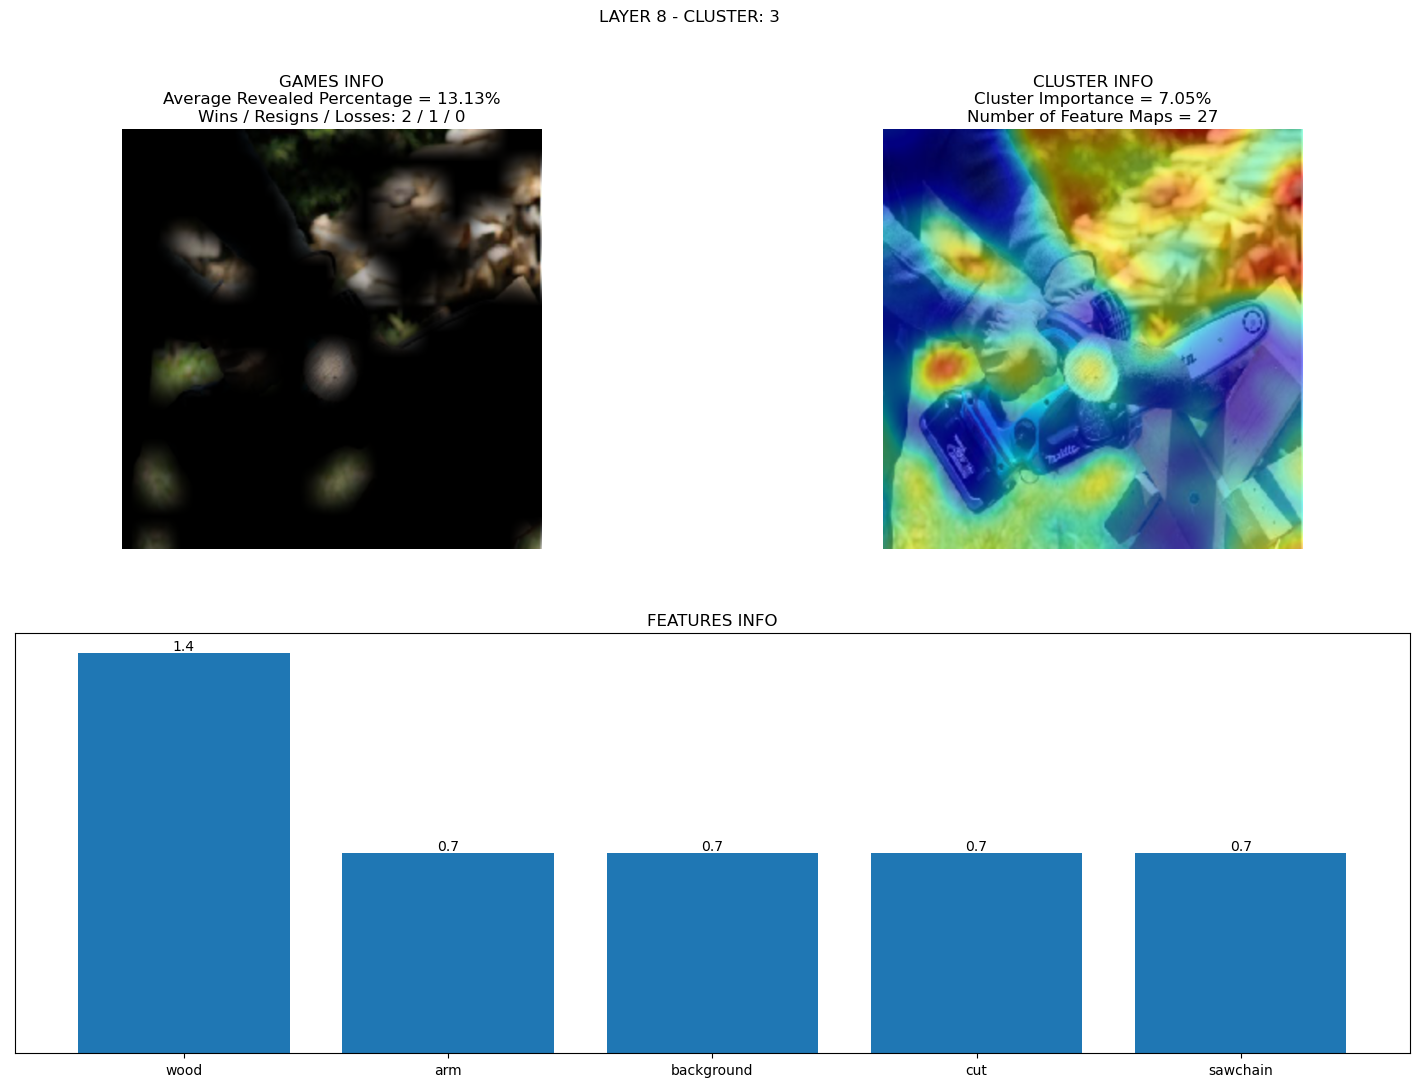 LAYER 8 - CLUSTER: 3
GAMES INFO
Average Revealed Percentage = 13.13%
Wins / Resigns / Losses: 2 / 1 / 0
CLUSTER INFO
Cluster Importance = 7.05%
Number of Feature Maps = 27
Makita
FEATURES INFO
1.4
0.7
0.7
0.7
0.7
wood
arm
background
cut
sawchain